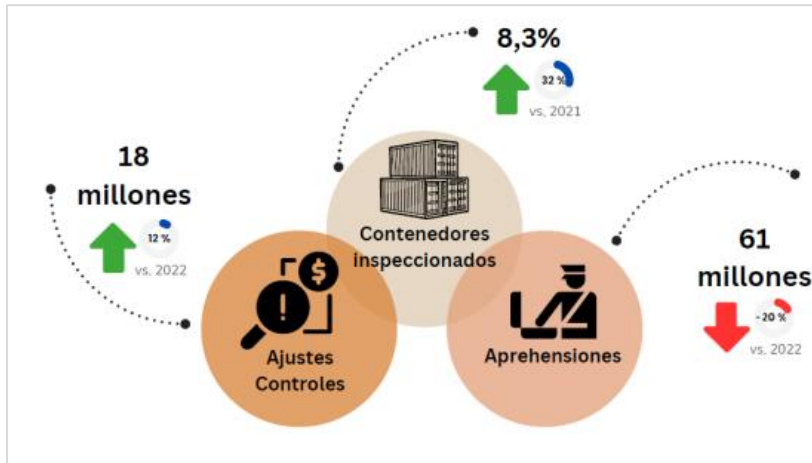 8,3%
32 %
vs, 2021
18
millones
12 %
vs, 2022
Contenedores
inspeccionados
61
millones
-20 %
vs, 2022
$
!
Ajustes
Controles
Aprehensiones